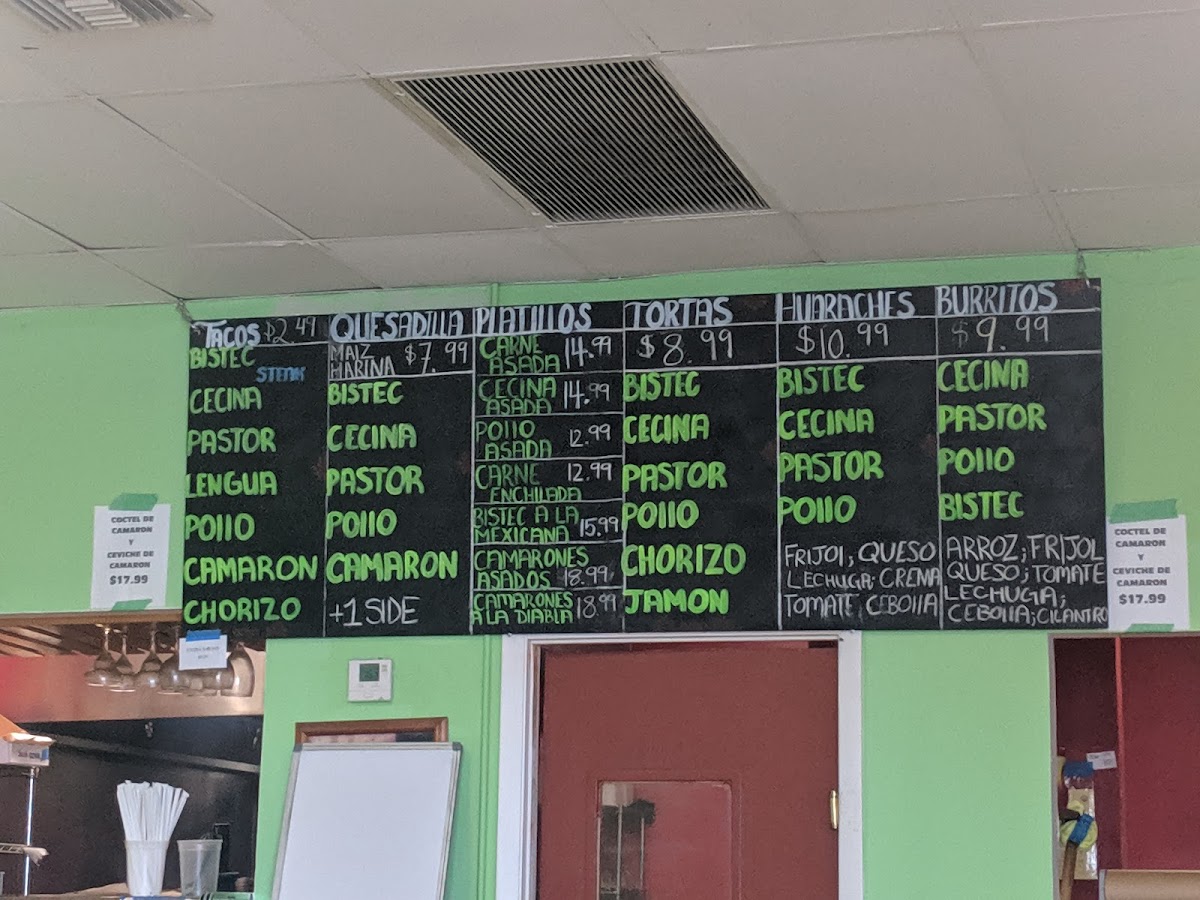 TACOS $2.49
BISTEC
STEAK
CECINA
PASTOR
LENGUA
POllO
CAMARON
CHORIZO
QUESADILLA
MAIZ
HARINA $7.99
BISTEC
CECINA
PASTOR
POllO
CAMARON
+1 SIDE
PLATILLOS
CARNE
ASADA 14.99
CECINA
ASADA 14.99
POllO
ASADA 12.99
CARNE
ENCHILADA 12.99
BISTEC A LA
MEXICANA 15.99
CAMARONES
ASADOS 18.99
CAMARONES
A LA DIABLA 18.99
TORTAS
$8.99
BISTEC
CECINA
PASTOR
POllO
CHORIZO
JAMON
HUARACHES
$10.99
BISTEC
CECINA
PASTOR
POllO
FRIJOl, QUESO
LECHUGA; CREMA
TOMATE CEBOllA
BURRITOS
$9.99
CECINA
PASTOR
POllO
BISTEC
ARROZ; FRIJOL
QUESO; TOMATE
LECHUGA;
CEBOllA; CILANTRO
COCTEL DE
CAMARON
Y
CEVICHE DE
CAMARON
$17.99
COCTEL DE
CAMARON
Y
CEVICHE DE
CAMARON
$17.99